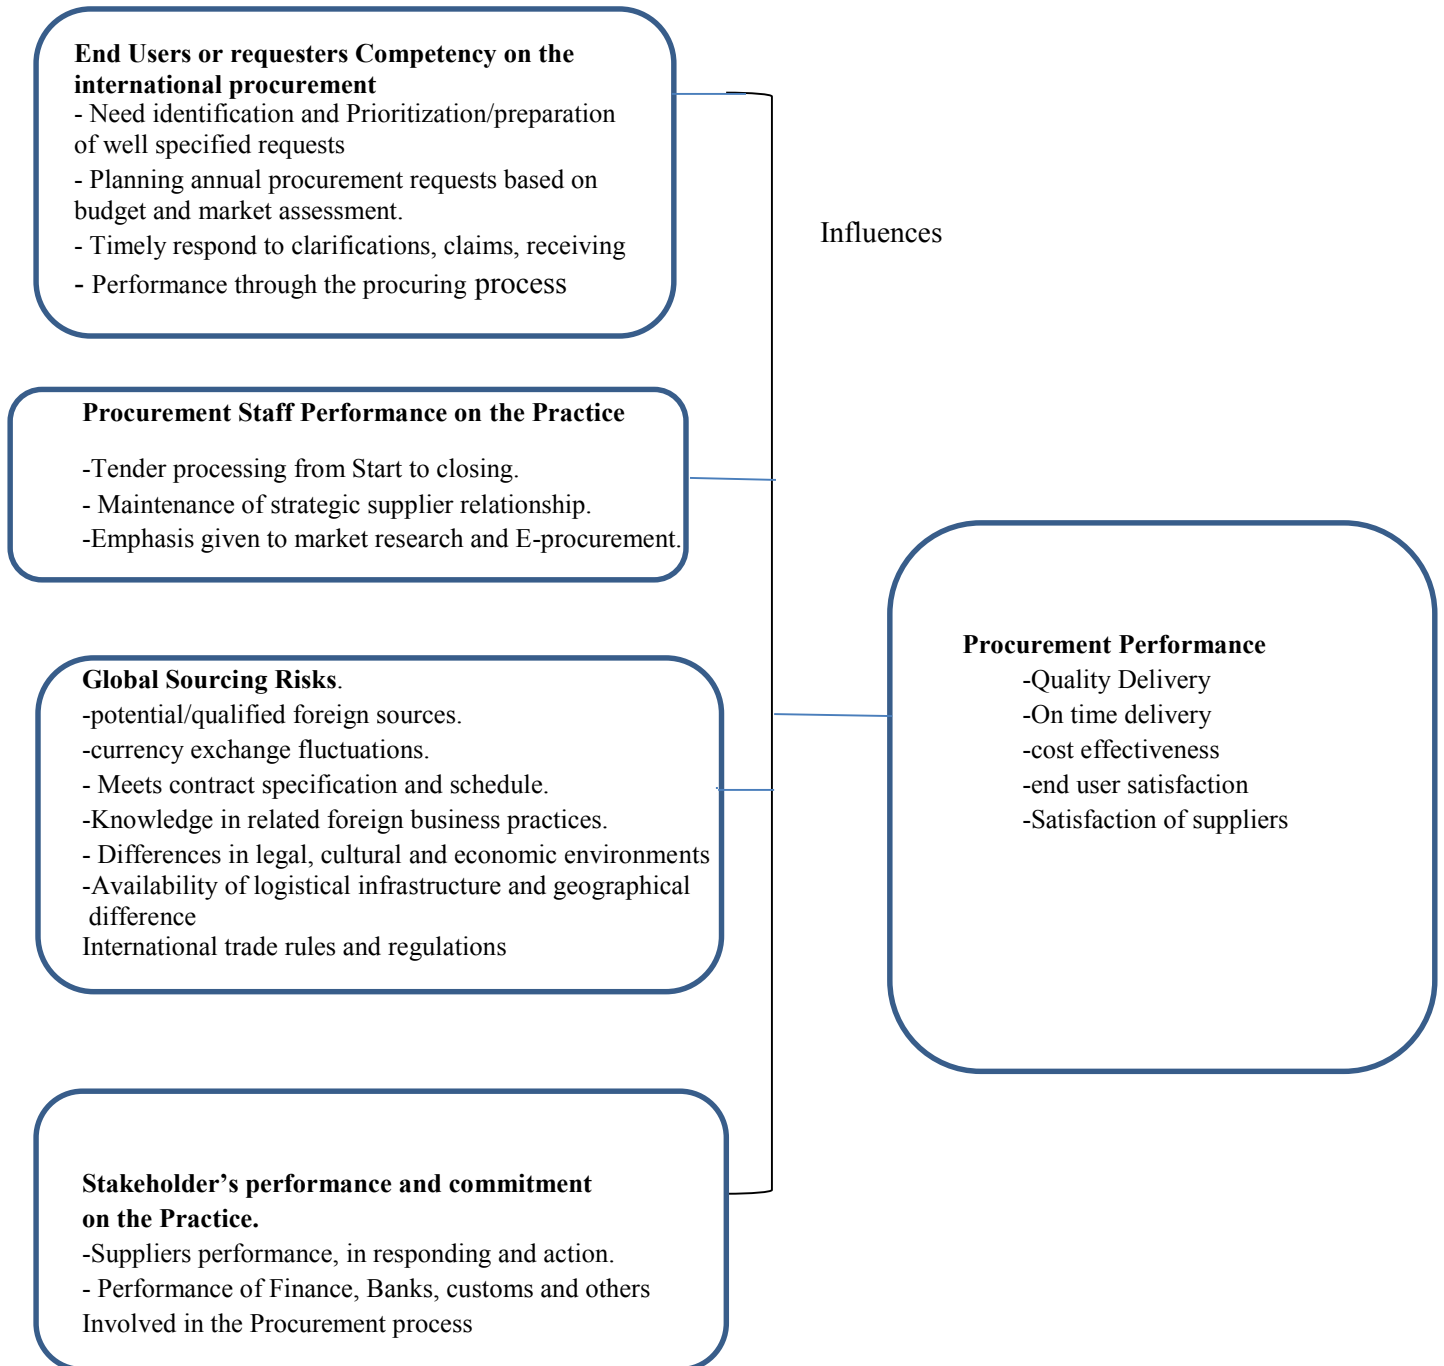 End Users or requesters Competency on the
international procurement
- Need identification and Prioritization/preparation
of well specified requests
- Planning annual procurement requests based on
budget and market assessment.
- Timely respond to clarifications, claims, receiving
- Performance through the procuring process
Influences
Procurement Staff Performance on the Practice
-Tender processing from Start to closing.
- Maintenance of strategic supplier relationship.
-Emphasis given to market research and E-procurement.
Global Sourcing Risks.
-potential/qualified foreign sources.
-currency exchange fluctuations.
- Meets contract specification and schedule.
-Knowledge in related foreign business practices.
- Differences in legal, cultural and economic environments
-Availability of logistical infrastructure and geographical
difference
International trade rules and regulations
Procurement Performance
-Quality Delivery
-On time delivery
-cost effectiveness
-end user satisfaction
-Satisfaction of suppliers
Stakeholder’s performance and commitment
on the Practice.
-Suppliers performance, in responding and action.
- Performance of Finance, Banks, customs and others
Involved in the Procurement process